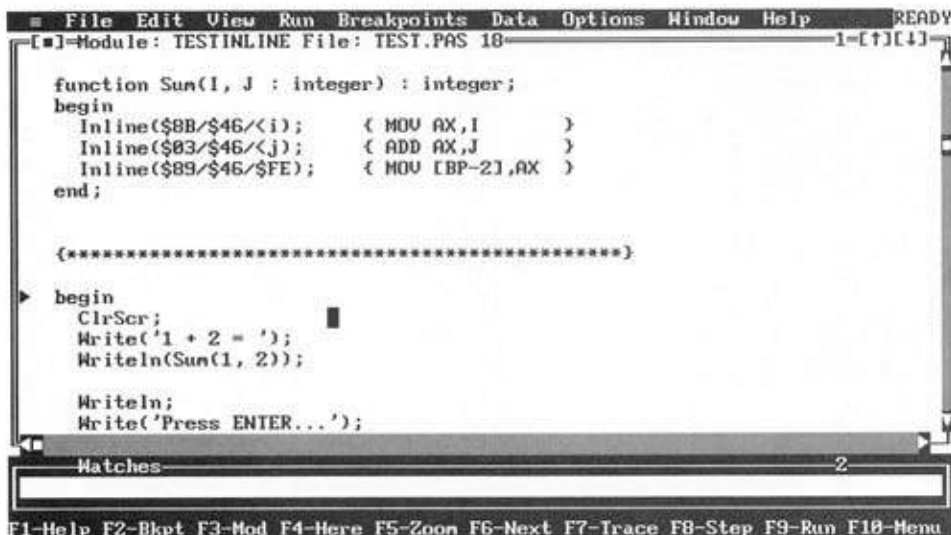 ≡ File Edit View Run Breakpoints Data Options Window Help READY
[■]=Module: TESTINLINE File: TEST.PAS 18 1=[↑][↓]
function Sum(I, J : integer) : integer;
begin
Inline($8B/$46/<i); { MOV AX,I }
Inline($03/$46/<j); { ADD AX,J }
Inline($89/$46/$FE); { MOV [BP-2],AX }
end;
{***********************************************}
begin
ClrScr;
Write('1 + 2 = ');
Writeln(Sum(1, 2));
Writeln;
Write('Press ENTER...');
Watches 2
F1-Help F2-Bkpt F3-Mod F4-Here F5-Zoom F6-Next F7-Trace F8-Step F9-Run F10-Menu